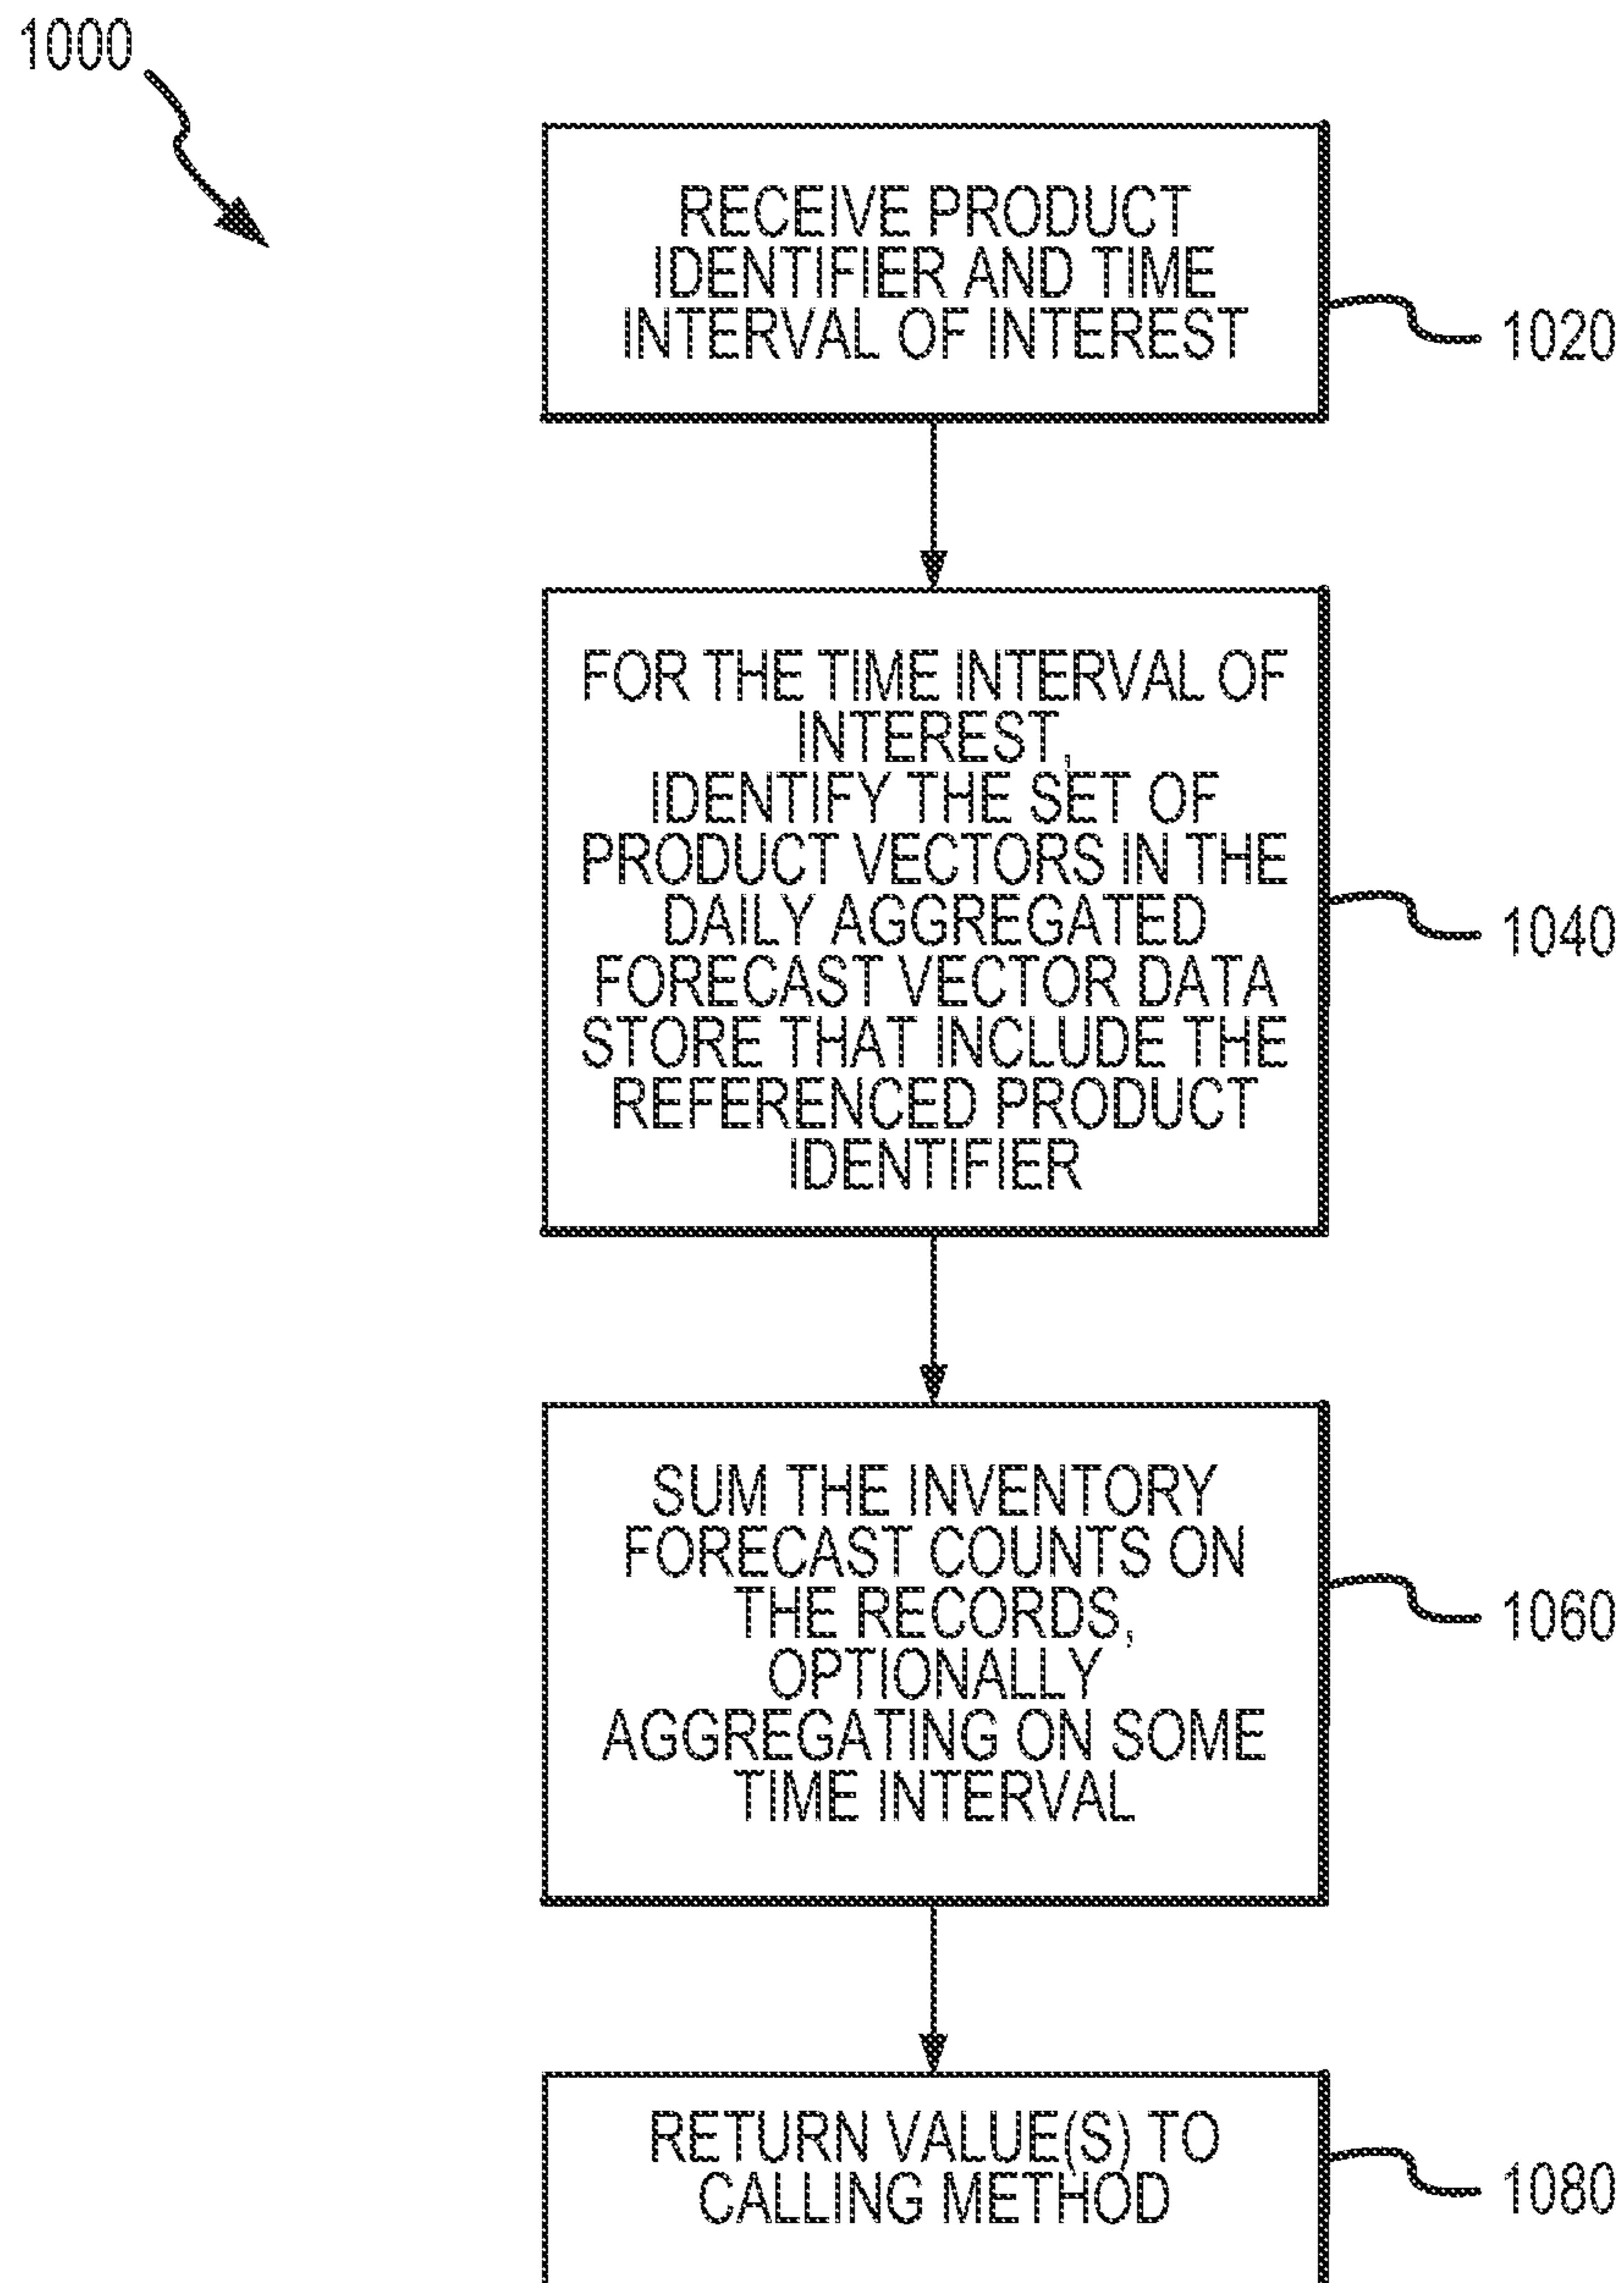 1000
RECEIVE PRODUCT
IDENTIFIER AND TIME
INTERVAL OF INTEREST
1020
FOR THE TIME INTERVAL OF
INTEREST,
IDENTIFY THE SET OF
PRODUCT VECTORS IN THE
DAILY AGGREGATED
FORECAST VECTOR DATA
STORE THAT INCLUDE THE
REFERENCED PRODUCT
IDENTIFIER
1040
SUM THE INVENTORY
FORECAST COUNTS ON
THE RECORDS,
OPTIONALLY
AGGREGATING ON SOME
TIME INTERVAL
1060
RETURN VALUE(S) TO
CALLING METHOD
1080